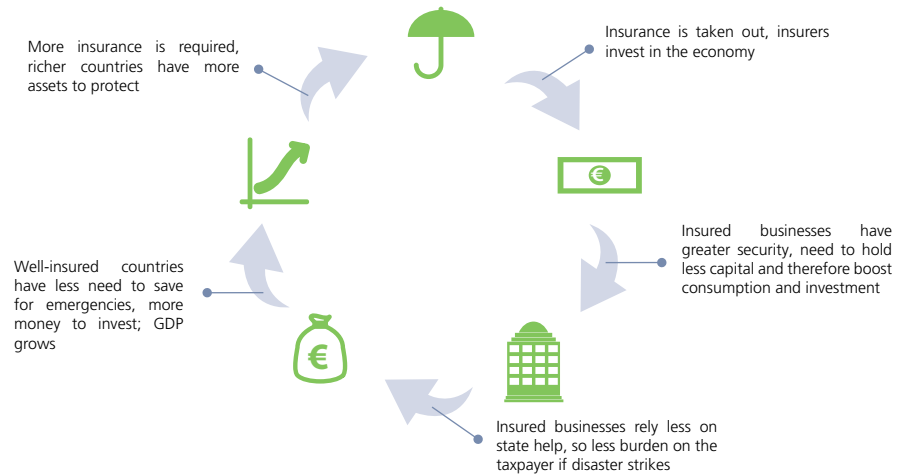 Insurance is taken out, insurers
invest in the economy
€
Insured businesses have
greater security, need to hold
less capital and therefore boost
consumption and investment
Insured businesses rely less on
state help, so less burden on the
taxpayer if disaster strikes
€
Well-insured countries
have less need to save
for emergencies, more
money to invest; GDP
grows
More insurance is required,
richer countries have more
assets to protect